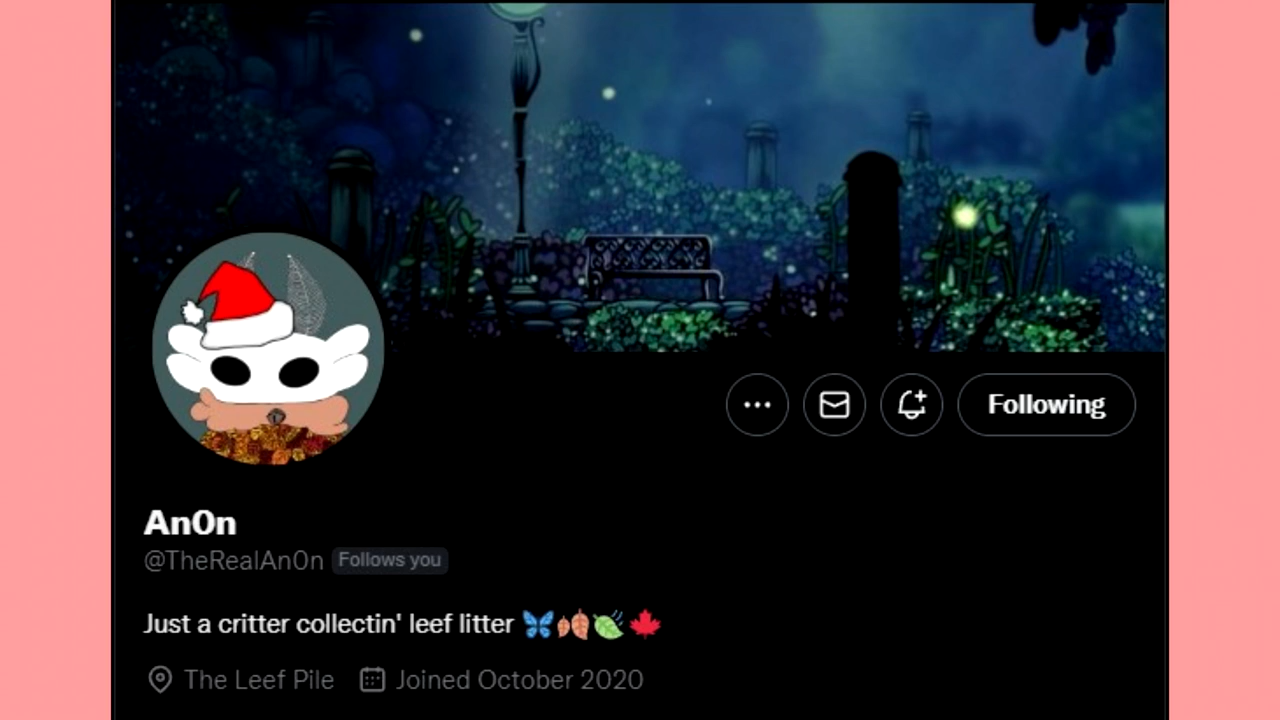 Following
An0n
@TheRealAn0n Follows you
Just a critter collectin' leef litter 🦋🍂🍃🍁
The Leef Pile Joined October 2020